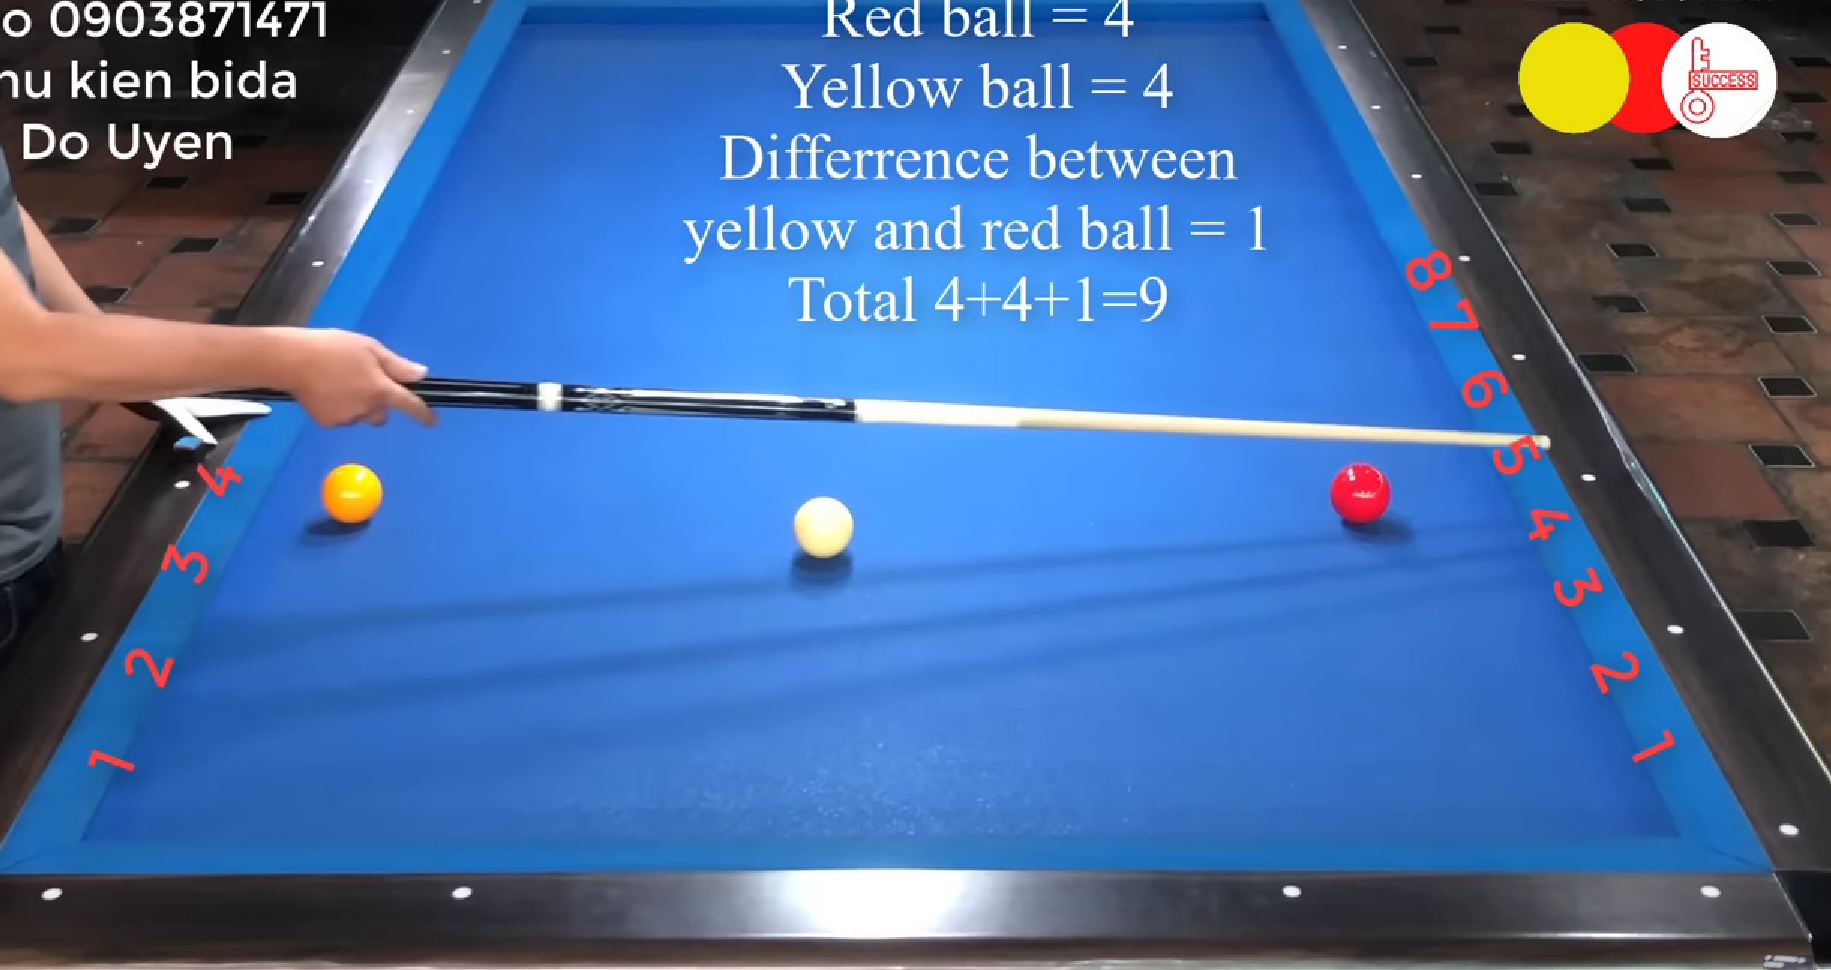 o 0903871471
nu kien bida
Do Uyen
Red ball = 4
Yellow ball = 4
Differrence between
yellow and red ball = 1
Total 4+4+1=9
SUCCESS
8
7
6
5
4
3
2
1
4
3
2
1